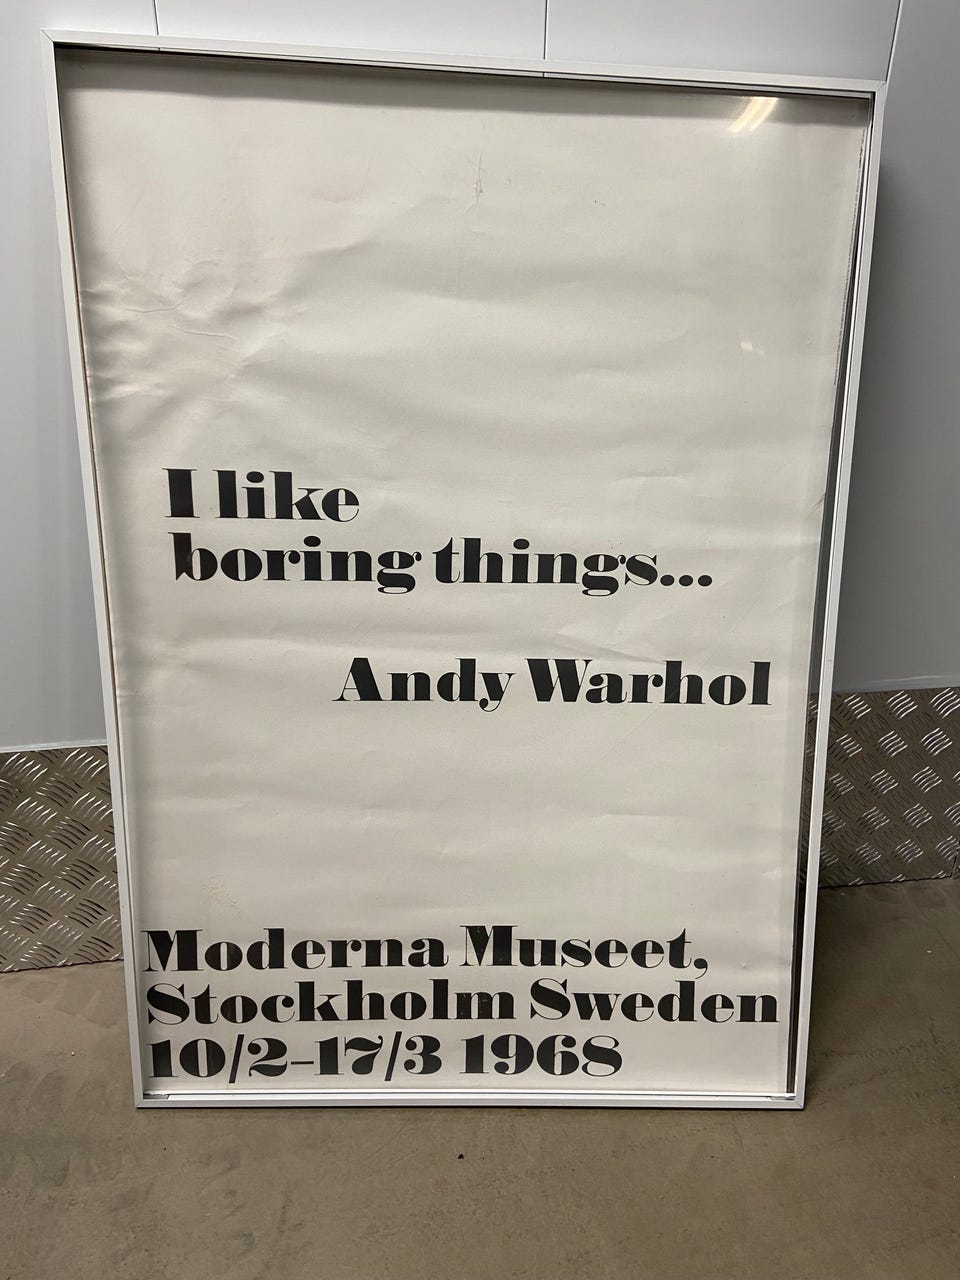 I like
boring things...
Andy Warhol
Moderna Museet,
Stockholm Sweden
10/2–17/3 1968